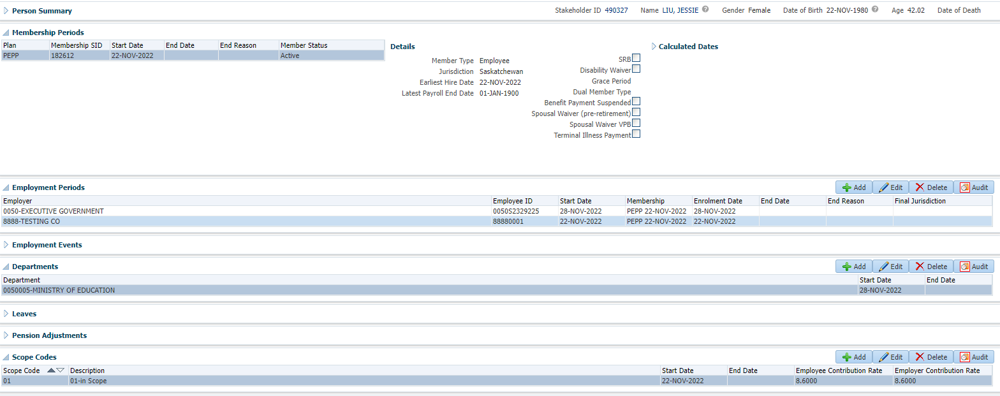 Person Summary Stakeholder ID 490327 Name LIU, JESSIE Gender Female Date of Birth 22-NOV-1980 Age 42.02 Date of Death
Membership Periods
Plan Membership SID Start Date End Date End Reason Member Status
PEPP 182612 22-NOV-2022 Active
Details
Member Type Employee
Jurisdiction Saskatchewan
Earliest Hire Date 22-NOV-2022
Latest Payroll End Date 01-JAN-1900
SRB
Disability Waiver
Grace Period
Dual Member Type
Benefit Payment Suspended
Spousal Waiver (pre-retirement)
Spousal Waiver VPB
Terminal Illness Payment
Calculated Dates
Employment Periods Add Edit Delete Audit
Employer Employee ID Start Date Membership Enrolment Date End Date End Reason Final Jurisdiction
0050-EXECUTIVE GOVERNMENT 0050S2329225 28-NOV-2022 PEPP 22-NOV-2022 28-NOV-2022
8888-TESTING CO 88880001 22-NOV-2022 PEPP 22-NOV-2022 22-NOV-2022
Employment Events
Departments Add Edit Delete Audit
Department Start Date End Date
0050005-MINISTRY OF EDUCATION 28-NOV-2022
Leaves
Pension Adjustments
Scope Codes Add Edit Delete Audit
Scope Code Description Start Date End Date Employee Contribution Rate Employer Contribution Rate
01 01-in Scope 22-NOV-2022 8.6000 8.6000